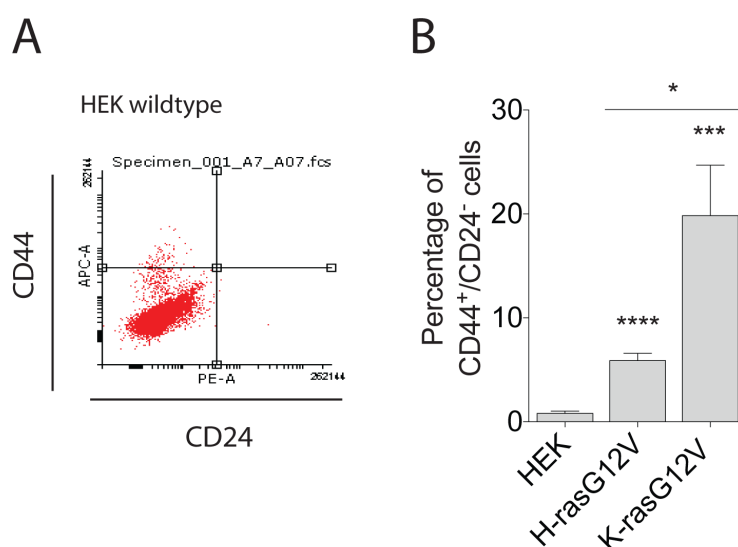 A
HEK wildtype
Specimen_001_A7_A07.fcs
262144
APC-A
CD44
PE-A
262144
CD24
B
*
***
****
30
20
10
0
Percentage of
CD44⁺/CD24⁻ cells
HEK
H-rasG12V
K-rasG12V